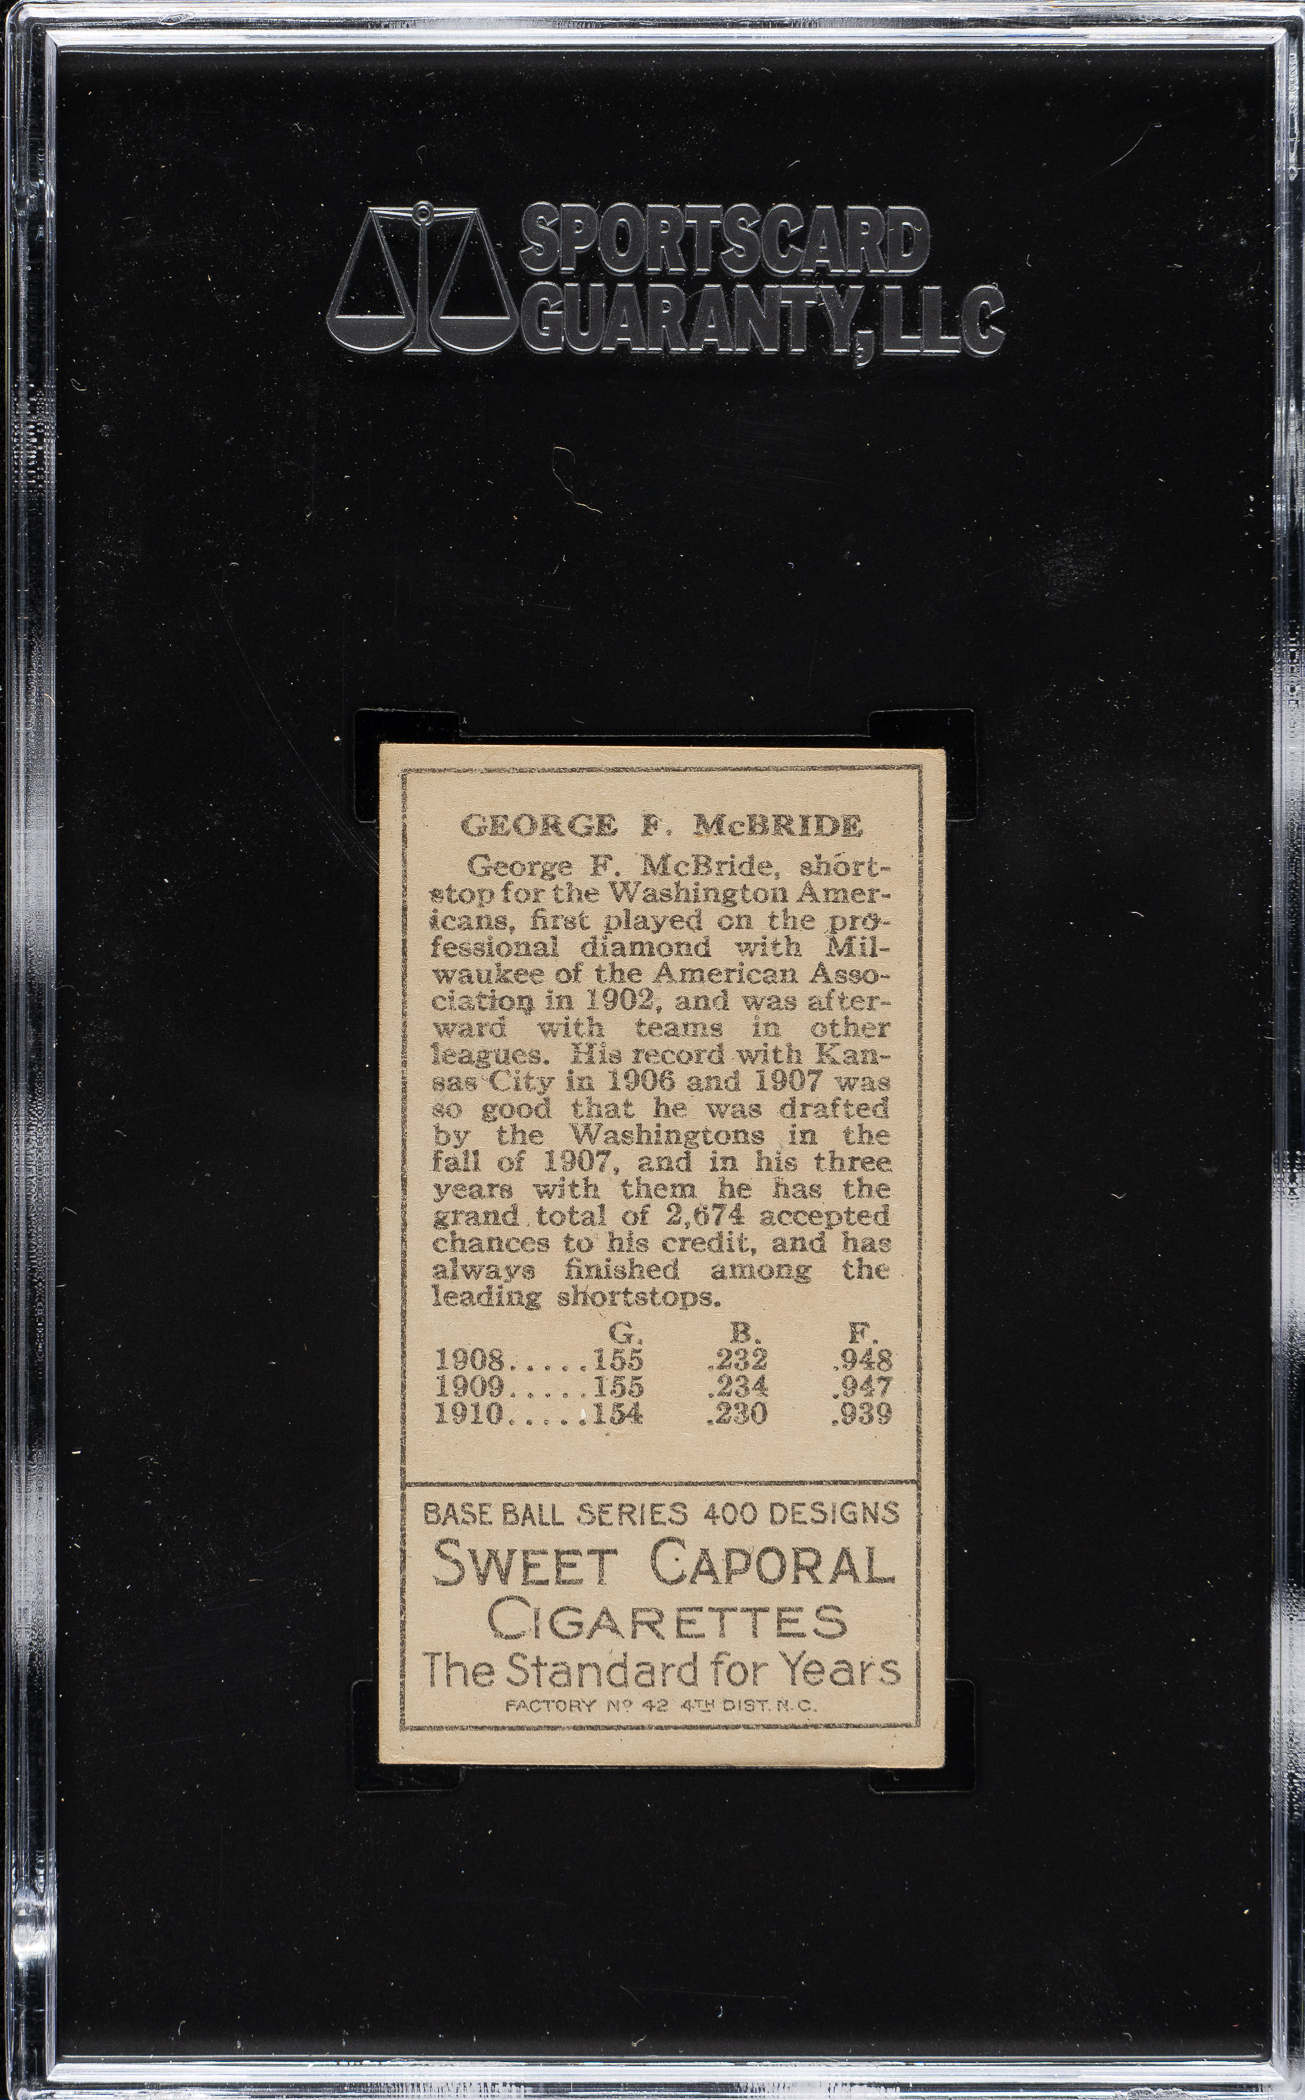 SPORTSCARD
GUARANTY, LLC
GEORGE F. McBRIDE
George F. McBride, short-
stop for the Washington Amer-
icans, first played on the pro-
fessional diamond with Mil-
waukee of the American Asso-
ciation in 1902, and was after-
ward with teams in other
leagues. His record with Kan-
sas City in 1906 and 1907 was
so good that he was drafted
by the Washingtons in the
fall of 1907, and in his three
years with them he has the
grand total of 2,674 accepted
chances to his credit, and has
always finished among the
leading shortstops.
G. B. F.
1908.....155 .232 .948
1909.....155 .234 .947
1910.....154 .230 .939
BASE BALL SERIES 400 DESIGNS
SWEET CAPORAL
CIGARETTES
The Standard for Years
FACTORY Nº 42 4TH DIST. N.C.